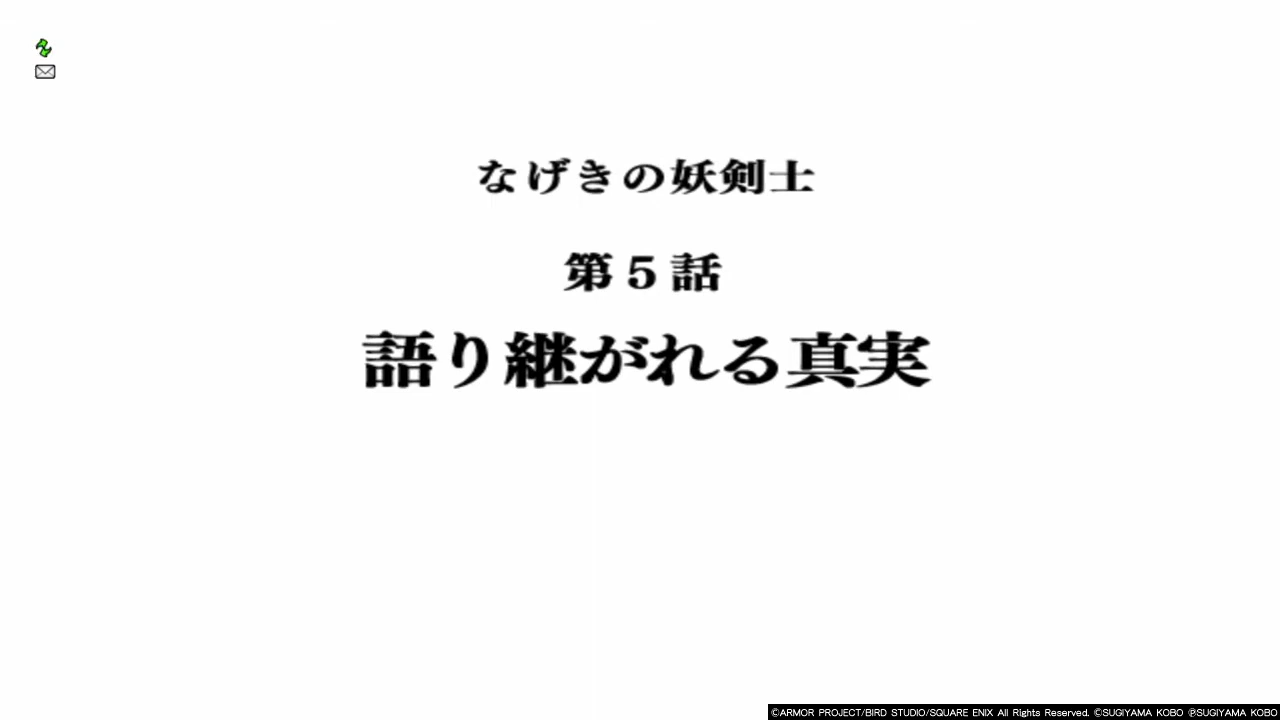 なげきの妖剣士
第５話
語り継がれる真実
©ARMOR PROJECT/BIRD STUDIO/SQUARE ENIX All Rights Reserved. ©SUGIYAMA KOBO ℗SUGIYAMA KOBO